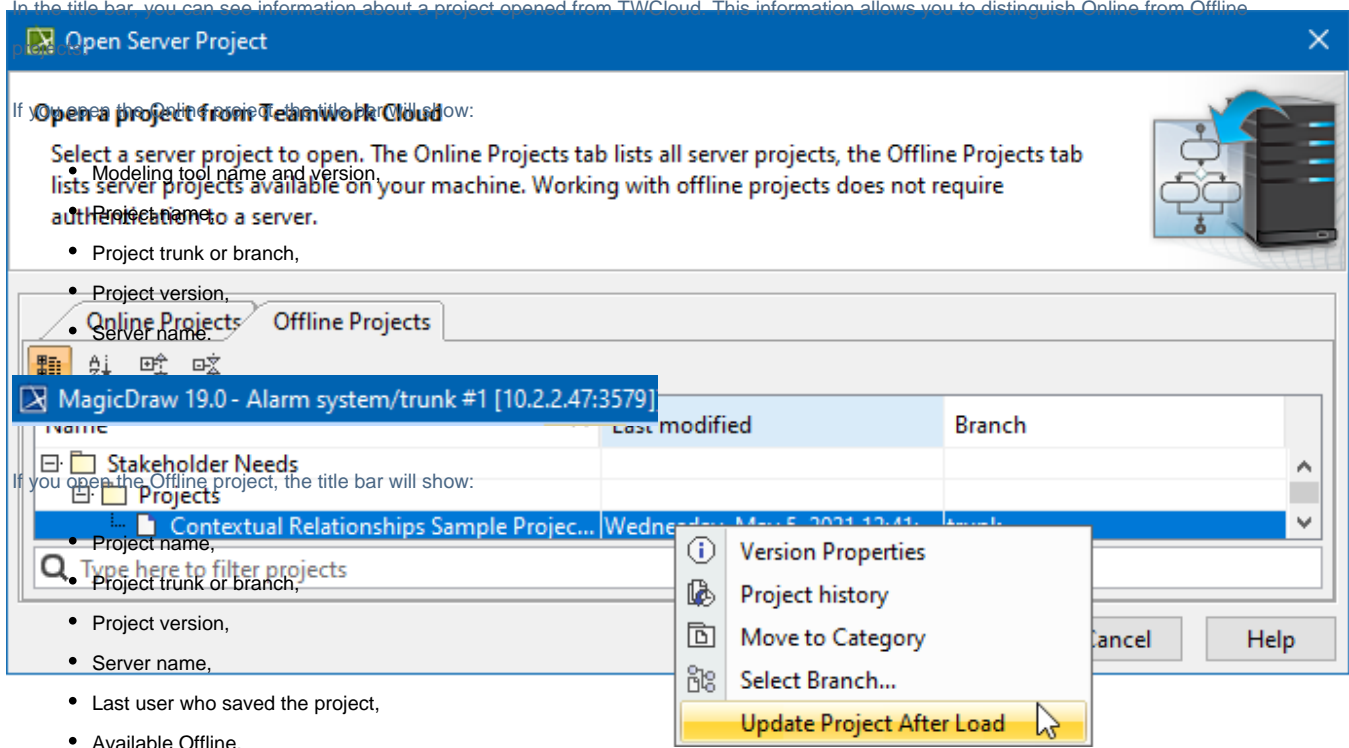 In the title bar, you can see information about a project opened from TWCloud. This information allows you to distinguish Online from Offline
projects:
Open Server Project
If you open the Online project, the title bar will show:
Open a project from Teamwork Cloud
Select a server project to open. The Online Projects tab lists all server projects, the Offline Projects tab
• Modeling tool name and version,
lists server projects available on your machine. Working with offline projects does not require
• Project name,
authentication to a server.
• Project trunk or branch,
• Project version,
Online Projects Offline Projects
• Server name.
MagicDraw 19.0 - Alarm system/trunk #1 [10.2.2.47:3579]
Name Last modified Branch
Stakeholder Needs
If you open the Offline project, the title bar will show:
Projects
Contextual Relationships Sample Projec... Wednesday, May 5, 2021 12:41: trunk
• Project name,
Version Properties
Type here to filter projects
• Project trunk or branch,
Project history
• Project version,
Move to Category
Cancel Help
• Server name,
Select Branch...
• Last user who saved the project,
Update Project After Load
• Available Offline.